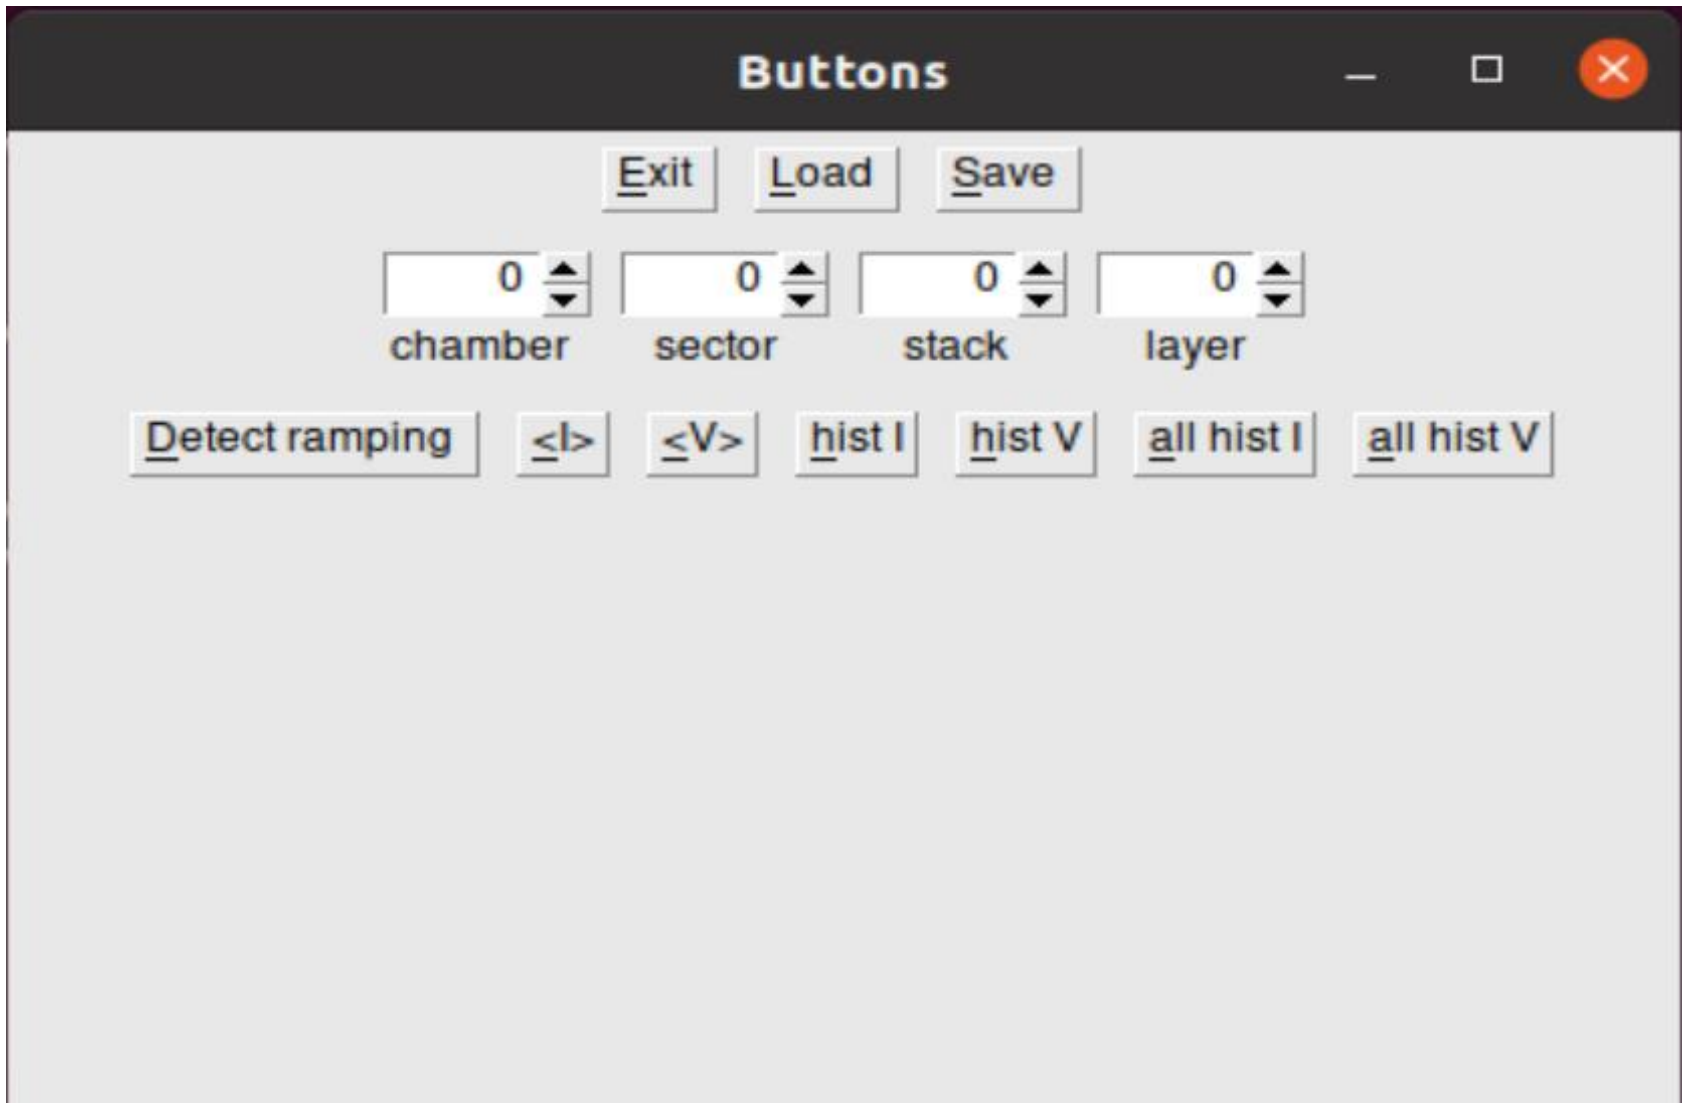 Buttons
Exit Load Save
0 0 0 0
chamber sector stack layer
Detect ramping <I> <V> hist I hist V all hist I all hist V